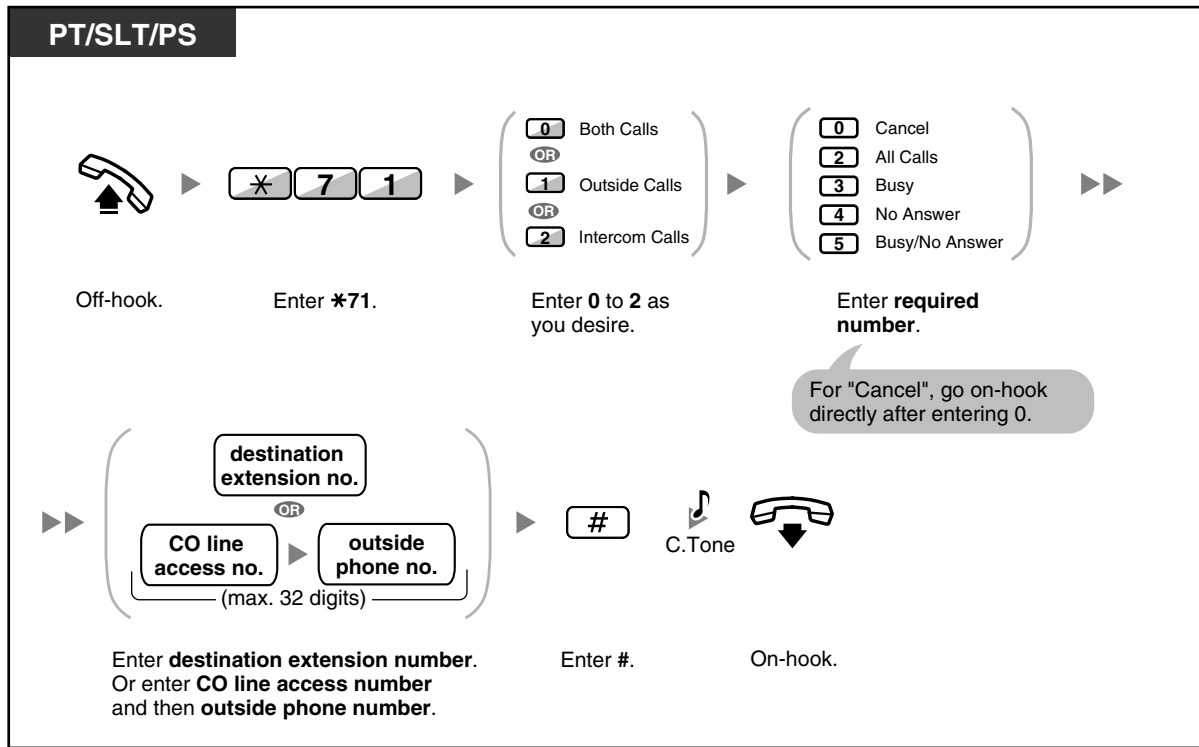 PT/SLT/PS
0 Both Calls
OR
1 Outside Calls
OR
2 Intercom Calls
0 Cancel
2 All Calls
3 Busy
4 No Answer
5 Busy/No Answer
* 7 1
Off-hook.
Enter *71.
Enter 0 to 2 as
you desire.
Enter required
number.
For "Cancel", go on-hook
directly after entering 0.
destination
extension no.
OR
CO line
access no.
outside
phone no.
(max. 32 digits)
#
C.Tone
Enter destination extension number.
Or enter CO line access number
and then outside phone number.
Enter #.
On-hook.